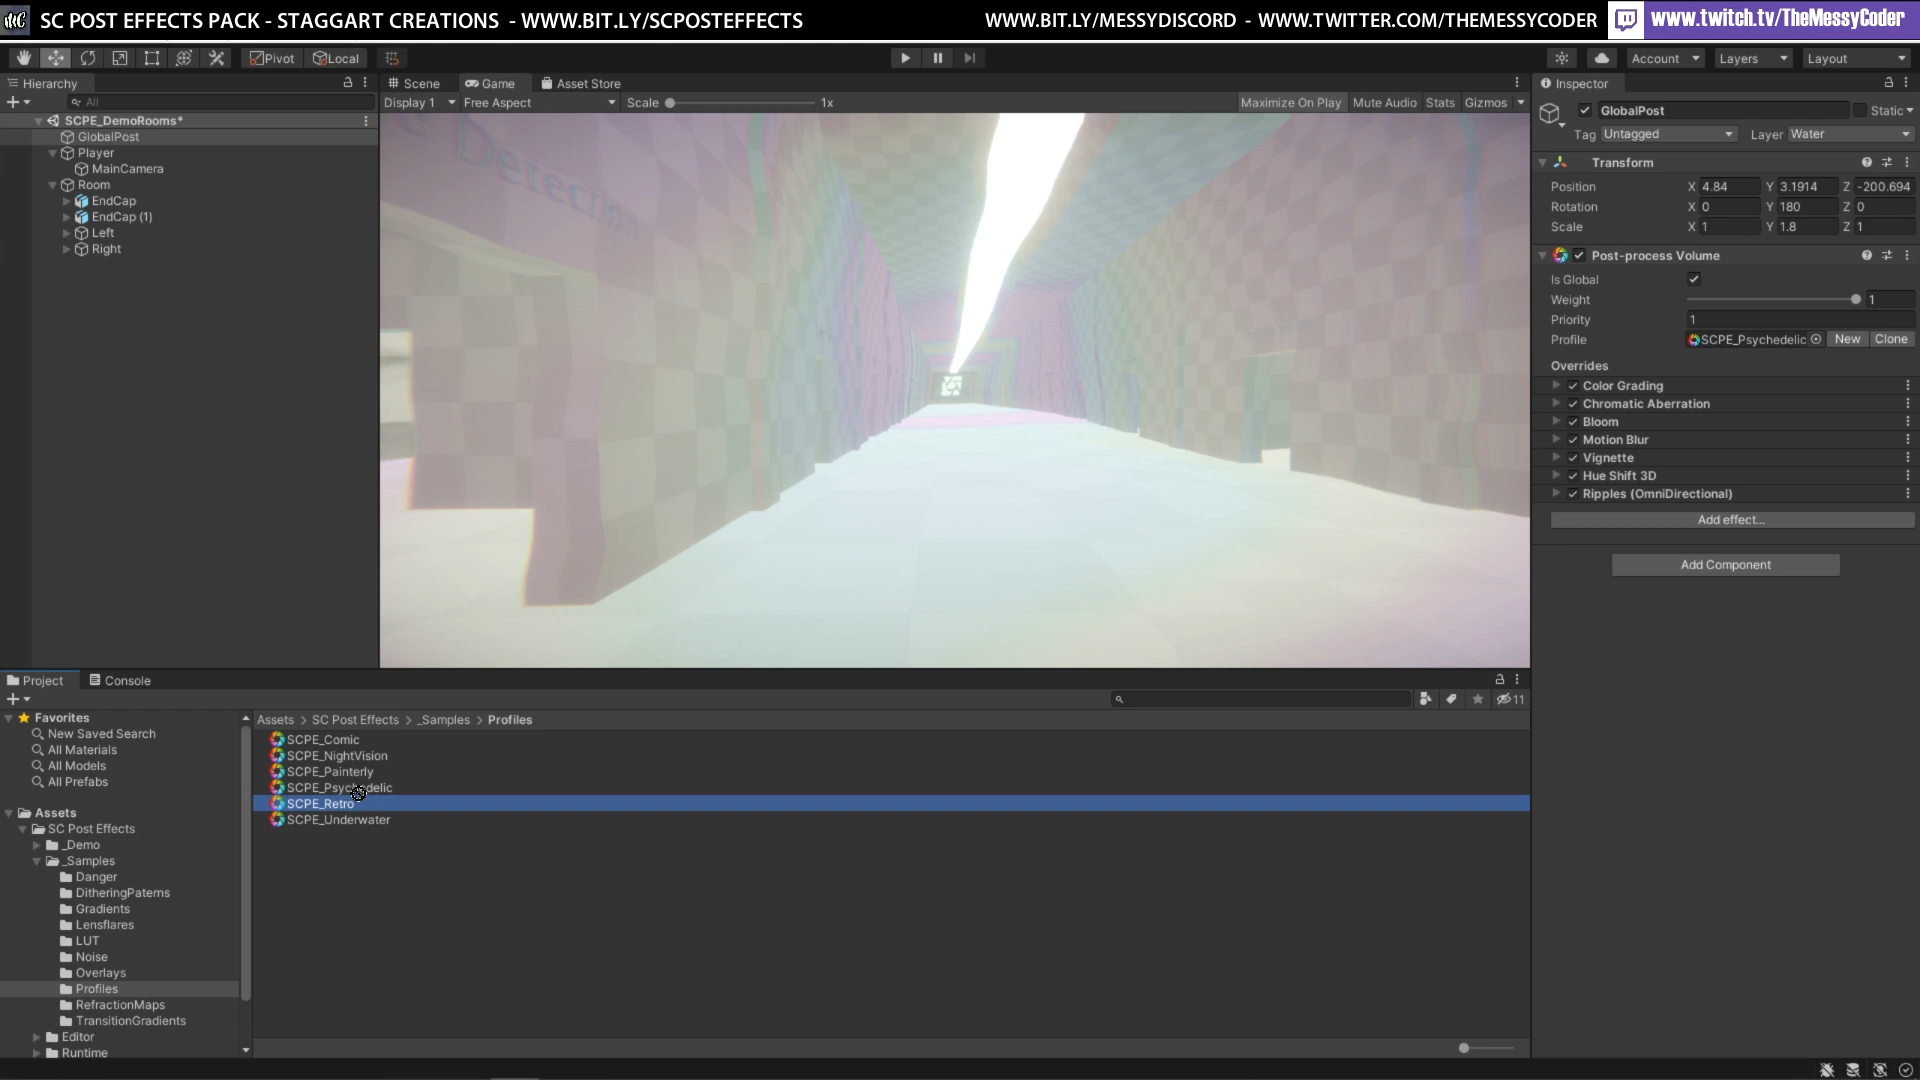 SC POST EFFECTS PACK - STAGGART CREATIONS - WWW.BIT.LY/SCPOSTEFFECTS
WWW.BIT.LY/MESSYDISCORD - WWW.TWITTER.COM/THEMESSYCODER
www.twitch.tv/TheMessyCoder
Pivot Local
Account Layers Layout
Hierarchy
All
SCPE_DemoRooms*
GlobalPost
Player
MainCamera
Room
EndCap
EndCap (1)
Left
Right
Scene Game Asset Store
Display 1 Free Aspect Scale 1x Maximize On Play Mute Audio Stats Gizmos
Detection
Inspector
GlobalPost Static
Tag Untagged Layer Water
Transform
Position X 4.84 Y 3.1914 Z -200.694
Rotation X 0 Y 180 Z 0
Scale X 1 Y 1.8 Z 1
Post-process Volume
Is Global
Weight 1
Priority 1
Profile SCPE_Psychedelic New Clone
Overrides
Color Grading
Chromatic Aberration
Bloom
Motion Blur
Vignette
Hue Shift 3D
Ripples (OmniDirectional)
Add effect...
Add Component
Project Console
11
Favorites
New Saved Search
All Materials
All Models
All Prefabs
Assets
SC Post Effects
_Demo
_Samples
Danger
DitheringPaterns
Gradients
Lensflares
LUT
Noise
Overlays
Profiles
RefractionMaps
TransitionGradients
Editor
Runtime
Assets > SC Post Effects > _Samples > Profiles
SCPE_Comic
SCPE_NightVision
SCPE_Painterly
SCPE_Psychedelic
SCPE_Retro
SCPE_Underwater